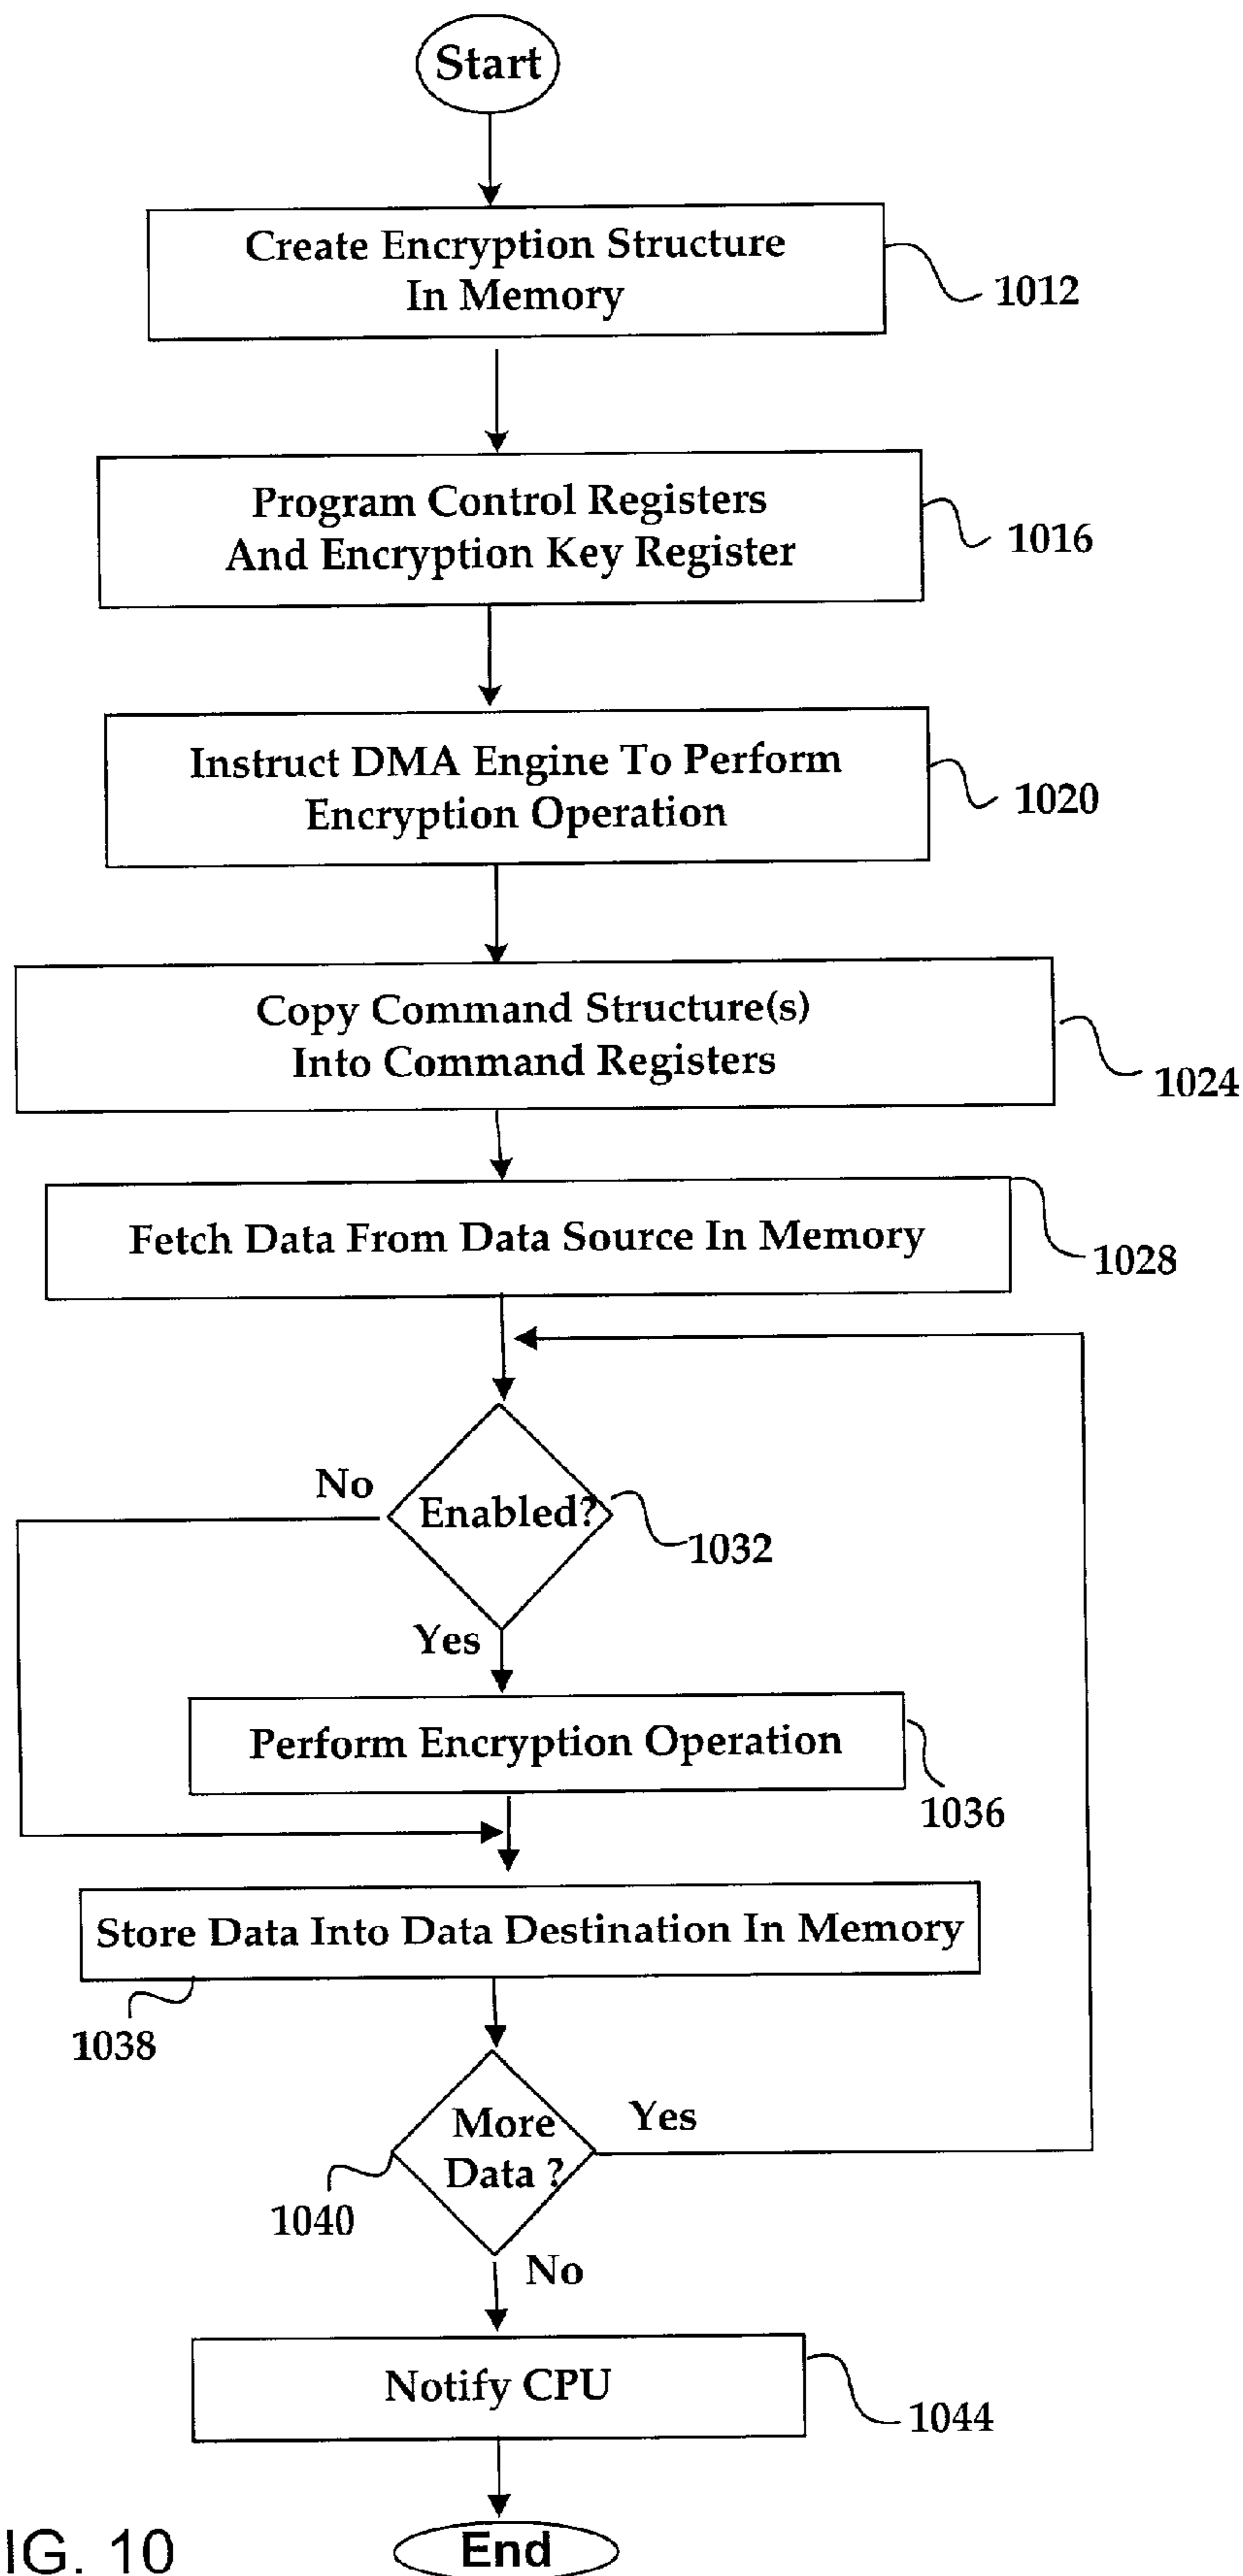 Start
Create Encryption Structure
In Memory
1012
Program Control Registers
And Encryption Key Register
1016
Instruct DMA Engine To Perform
Encryption Operation
1020
Copy Command Structure(s)
Into Command Registers
1024
Fetch Data From Data Source In Memory
1028
No
Enabled?
1032
Yes
Perform Encryption Operation
1036
Store Data Into Data Destination In Memory
1038
More
Data ?
Yes
1040
No
Notify CPU
1044
End
IG. 10